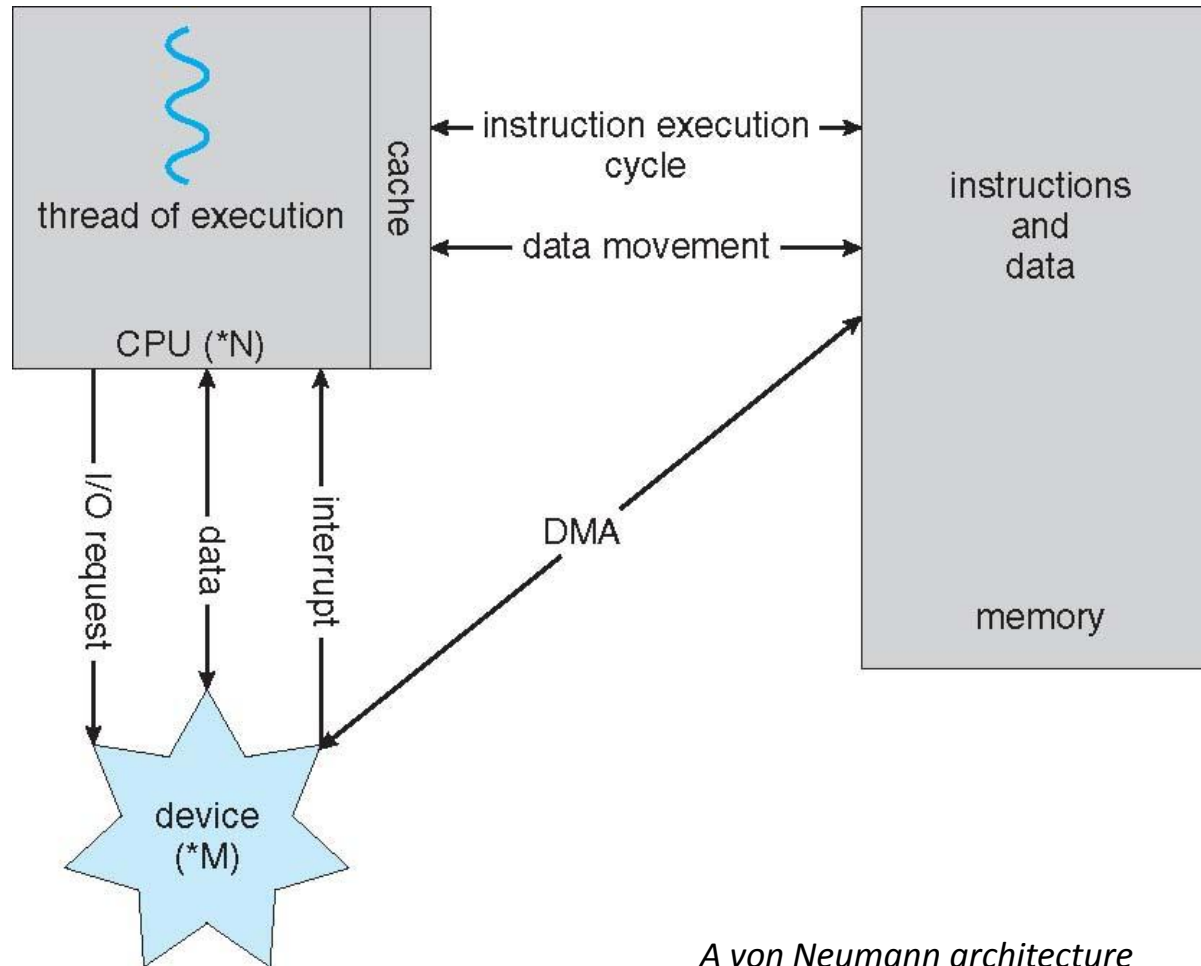 thread of execution
cache
CPU (*N)
instruction execution
cycle
data movement
instructions
and
data
memory
I/O request
data
interrupt
DMA
device
(*M)
A von Neumann architecture